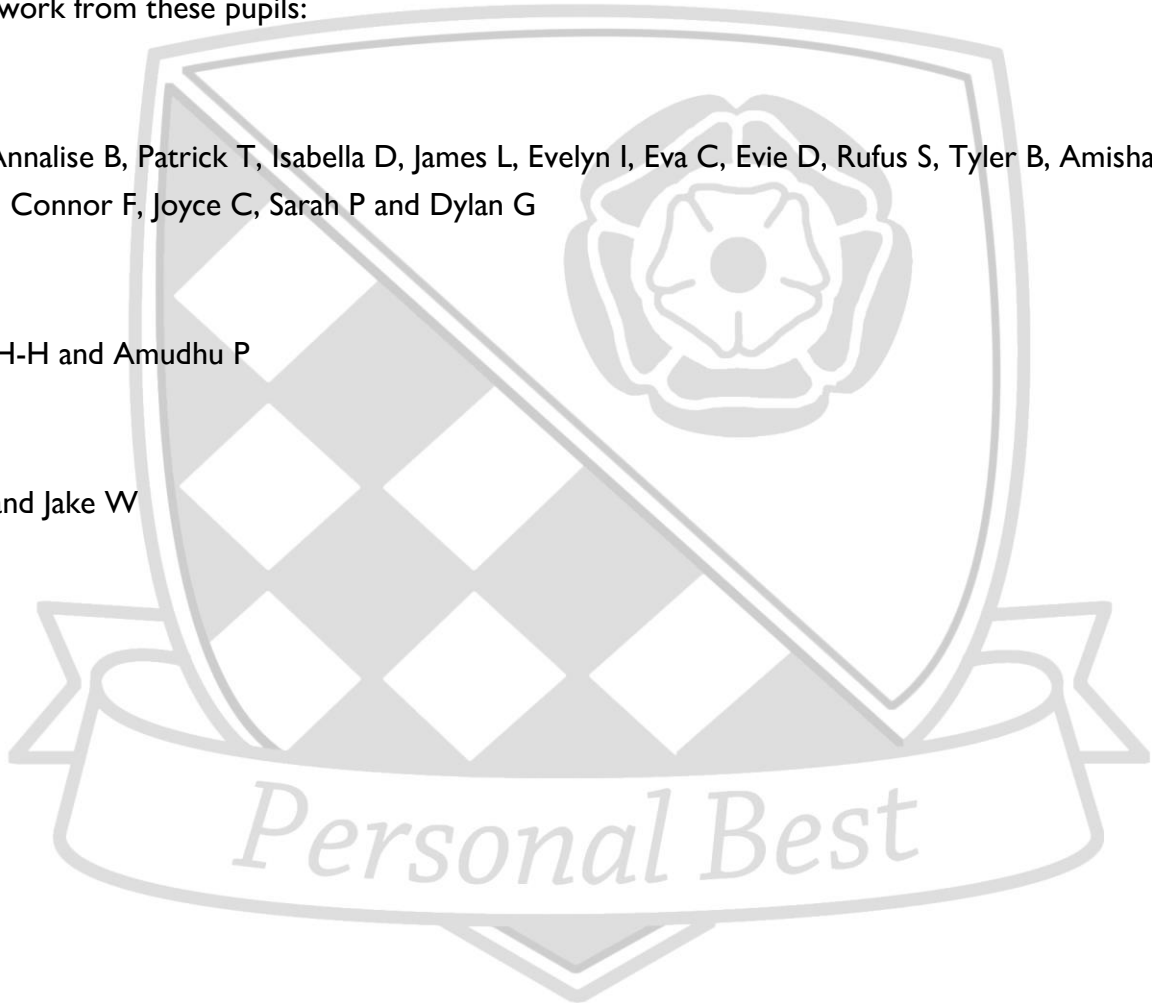 work from these pupils:
Annalise B, Patrick T, Isabella D, James L, Evelyn I, Eva C, Evie D, Rufus S, Tyler B, Amisha
Connor F, Joyce C, Sarah P and Dylan G
H-H and Amudhu P
and Jake W
Personal Best